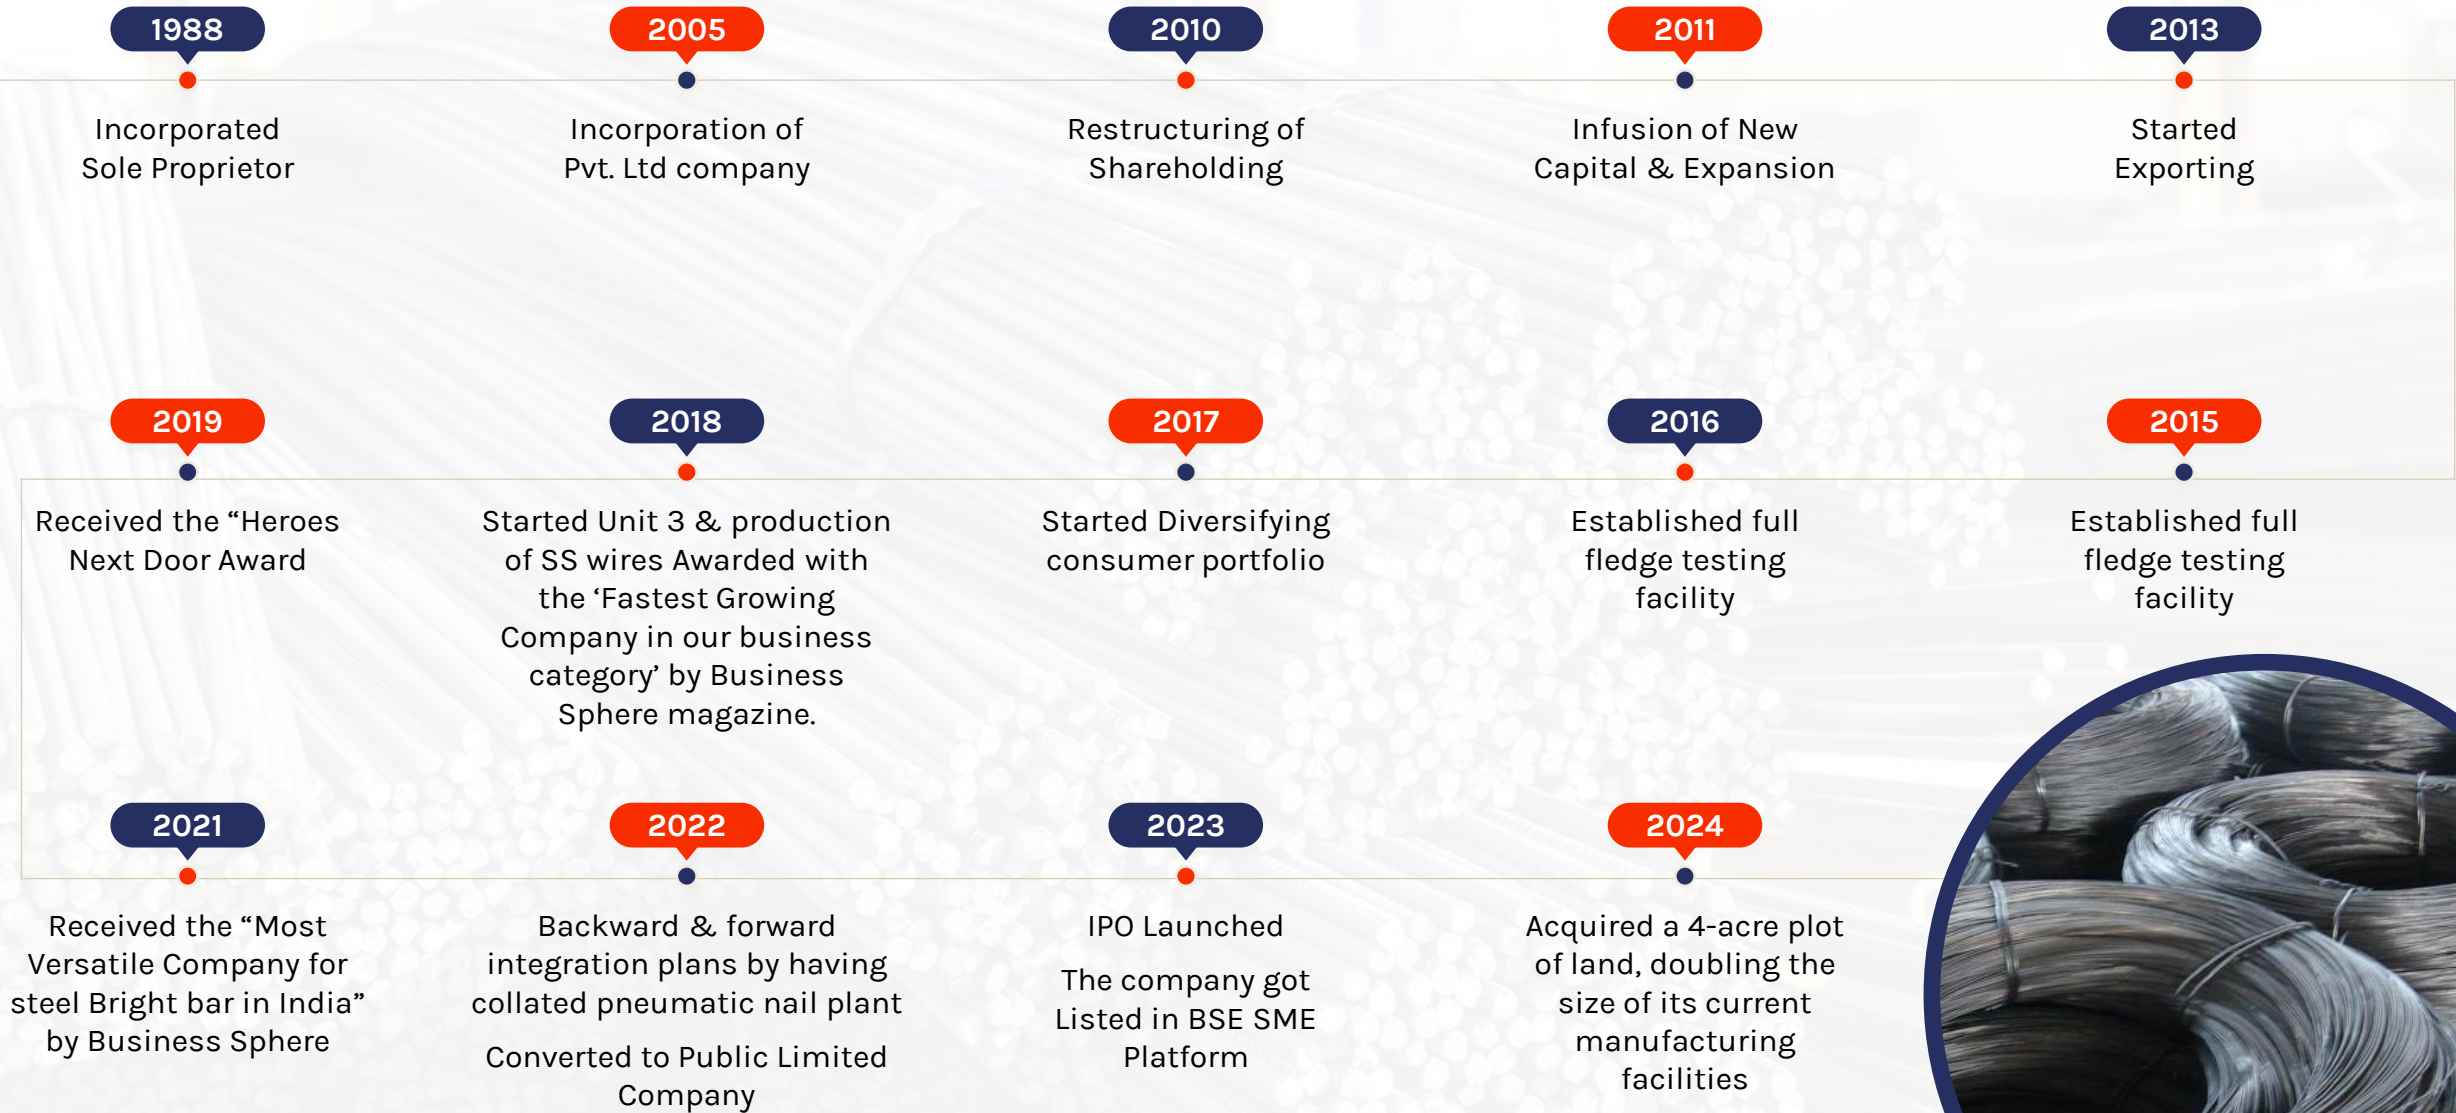 1988
Incorporated
Sole Proprietor
2005
Incorporation of
Pvt. Ltd company
2010
Restructuring of
Shareholding
2011
Infusion of New
Capital & Expansion
2013
Started
Exporting
2015
Established full
fledge testing
facility
2016
Established full
fledge testing
facility
2017
Started Diversifying
consumer portfolio
2018
Started Unit 3 & production
of SS wires Awarded with
the ‘Fastest Growing
Company in our business
category’ by Business
Sphere magazine.
2019
Received the “Heroes
Next Door Award
2021
Received the “Most
Versatile Company for
steel Bright bar in India”
by Business Sphere
2022
Backward & forward
integration plans by having
collated pneumatic nail plant
Converted to Public Limited
Company
2023
IPO Launched
The company got
Listed in BSE SME
Platform
2024
Acquired a 4-acre plot
of land, doubling the
size of its current
manufacturing
facilities